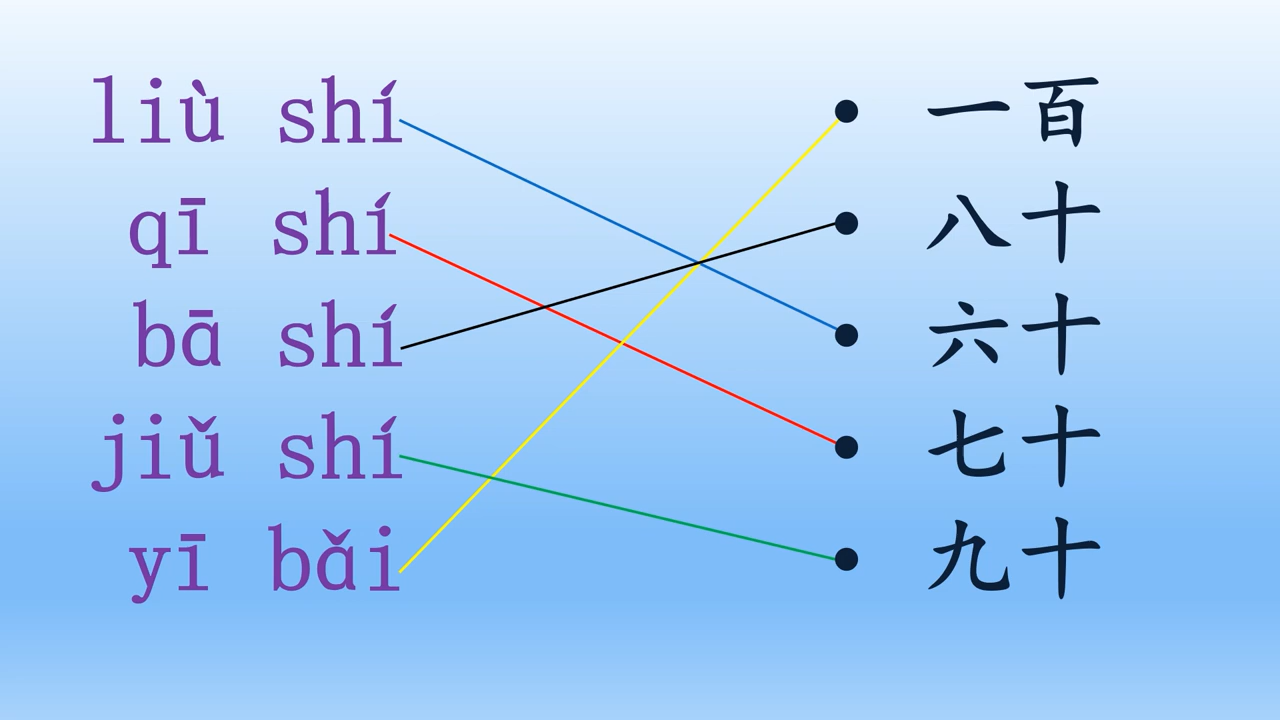 liù shí
qī shí
bā shí
jiǔ shí
yī bǎi
一百
八十
六十
七十
九十